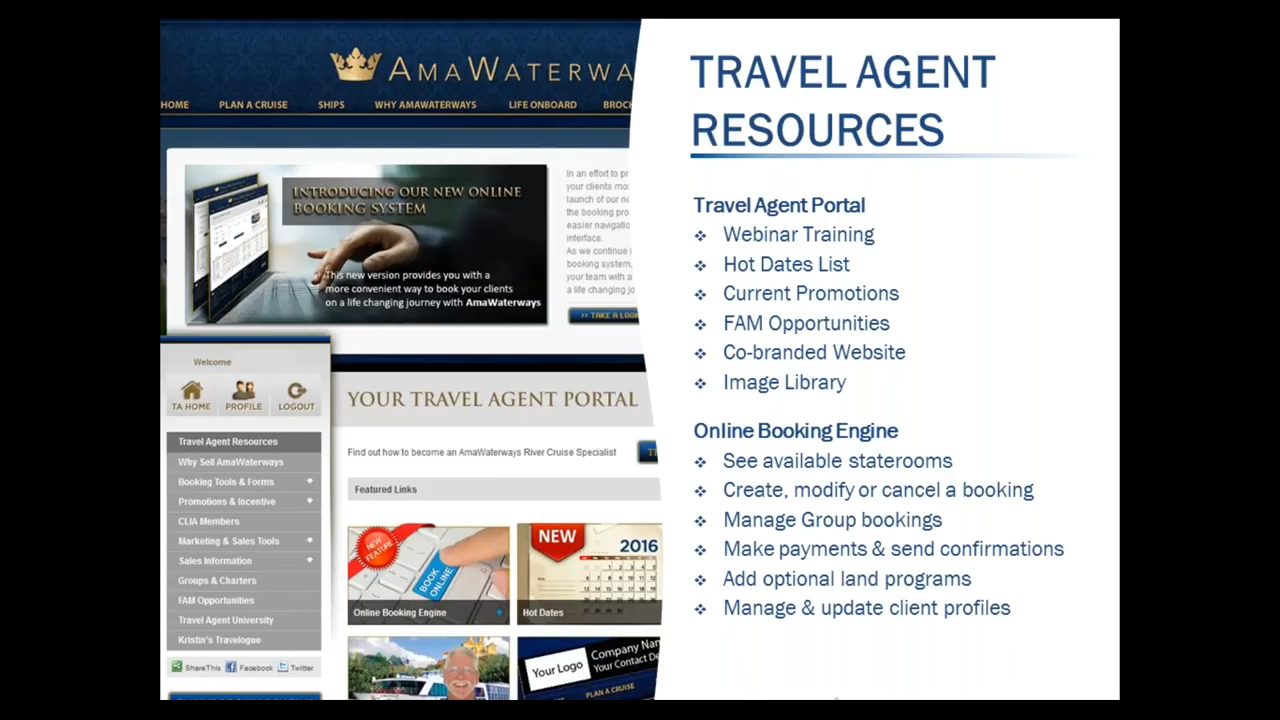 AMAWATERWA
HOME PLAN A CRUISE SHIPS WHY AMAWATERWAYS LIFE ONBOARD BROC
INTRODUCING OUR NEW ONLINE
BOOKING SYSTEM
This new version provides you with a
more convenient way to book your clients
on a life changing journey with AmaWaterways
In an effort to pr
your clients mo
launch of our n
the booking pro
easier navigatio
interface.
As we continue
booking system,
your team with a
a life changing jo
>> TAKE A LOO
Welcome
TA HOME PROFILE LOGOUT
Travel Agent Resources
Why Sell AmaWaterways
Booking Tools & Forms
Promotions & Incentive
CLIA Members
Marketing & Sales Tools
Sales Information
Groups & Charters
FAM Opportunities
Travel Agent University
Kristin's Travelogue
ShareThis Facebook Twitter
YOUR TRAVEL AGENT PORTAL
Find out how to become an AmaWaterways River Cruise Specialist
Featured Links
NEW
FEATURE
BOOK
ONLINE
Online Booking Engine
NEW
2016
Hot Dates
Your Logo
Company Na
Your Contact De
PLAN A CRUISE
TRAVEL AGENT
RESOURCES
Travel Agent Portal
❖ Webinar Training
❖ Hot Dates List
❖ Current Promotions
❖ FAM Opportunities
❖ Co-branded Website
❖ Image Library
Online Booking Engine
❖ See available staterooms
❖ Create, modify or cancel a booking
❖ Manage Group bookings
❖ Make payments & send confirmations
❖ Add optional land programs
❖ Manage & update client profiles